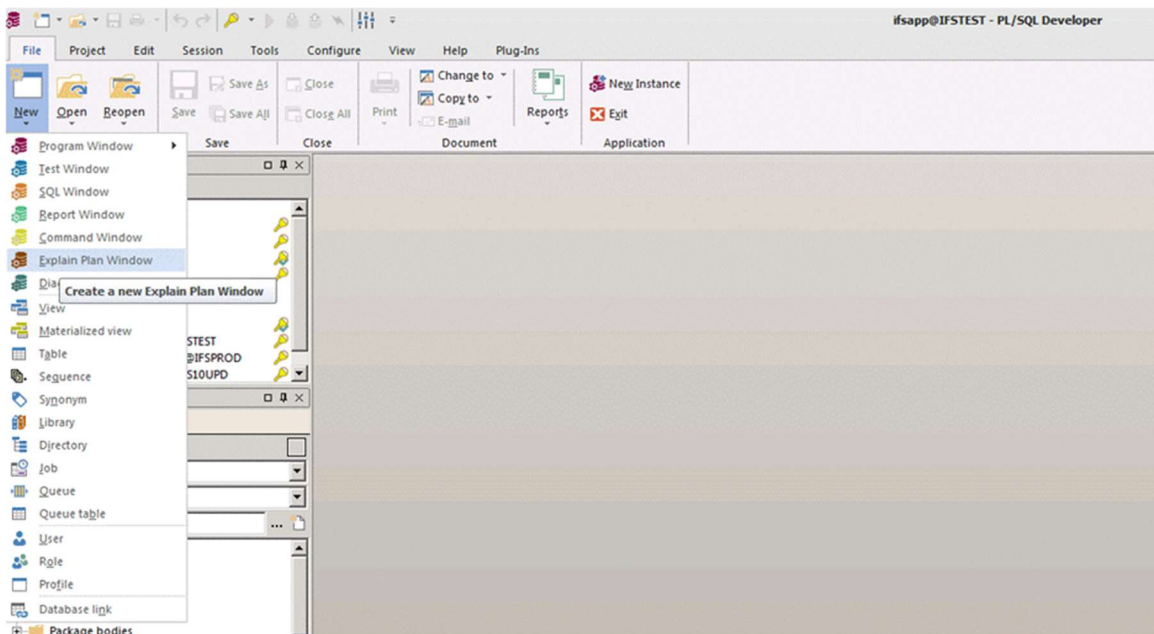 ifsapp@IFSTEST - PL/SQL Developer
File Project Edit Session Tools Configure View Help Plug-Ins
New Open Reopen Save Save As Save All Close Close All Print Change to Copy to E-mail Reports New Instance Exit
Save Close Document Application
Program Window
Test Window
SQL Window
Report Window
Command Window
Explain Plan Window
Dia
Create a new Explain Plan Window
View
Materialized view
Table
STEST
Sequence
@IFSPROD
S10UPD
Synonym
Library
Directory
Job
Queue
Queue table
User
Role
Profile
Database link
Package bodies